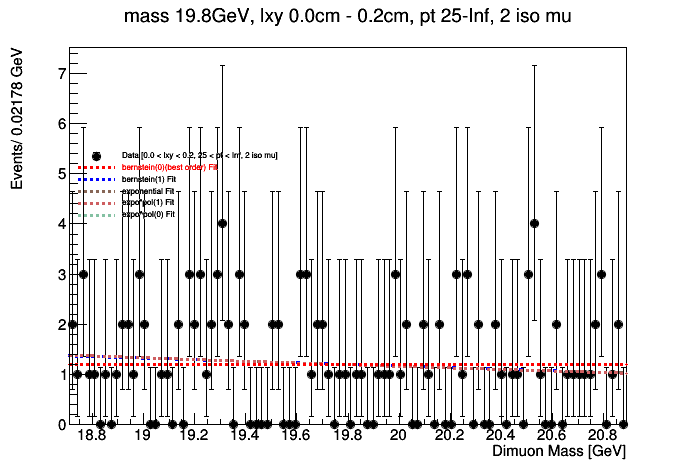 mass 19.8GeV, lxy 0.0cm - 0.2cm, pt 25-Inf, 2 iso mu
Events/ 0.02178 GeV
7
6
5
4
3
2
1
0
Data [0.0 < lxy < 0.2, 25 < pt < Inf, 2 iso mu]
bernstein(0)(best order) Fit
bernstein(1) Fit
exponential Fit
expo*pol(1) Fit
expo*pol(0) Fit
18.8 19 19.2 19.4 19.6 19.8 20 20.2 20.4 20.6 20.8
Dimuon Mass [GeV]